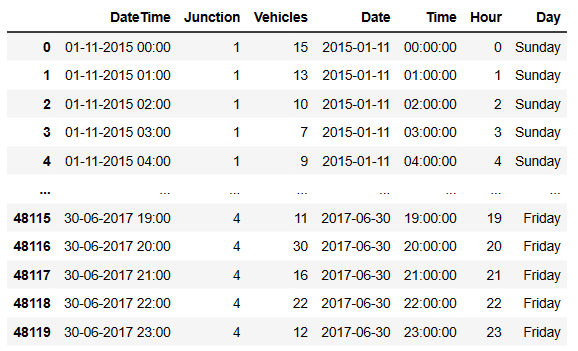 DateTime Junction Vehicles Date Time Hour Day
0 01-11-2015 00:00 1 15 2015-01-11 00:00:00 0 Sunday
1 01-11-2015 01:00 1 13 2015-01-11 01:00:00 1 Sunday
2 01-11-2015 02:00 1 10 2015-01-11 02:00:00 2 Sunday
3 01-11-2015 03:00 1 7 2015-01-11 03:00:00 3 Sunday
4 01-11-2015 04:00 1 9 2015-01-11 04:00:00 4 Sunday
... ... ... ... ... ... ... ...
48115 30-06-2017 19:00 4 11 2017-06-30 19:00:00 19 Friday
48116 30-06-2017 20:00 4 30 2017-06-30 20:00:00 20 Friday
48117 30-06-2017 21:00 4 16 2017-06-30 21:00:00 21 Friday
48118 30-06-2017 22:00 4 22 2017-06-30 22:00:00 22 Friday
48119 30-06-2017 23:00 4 12 2017-06-30 23:00:00 23 Friday